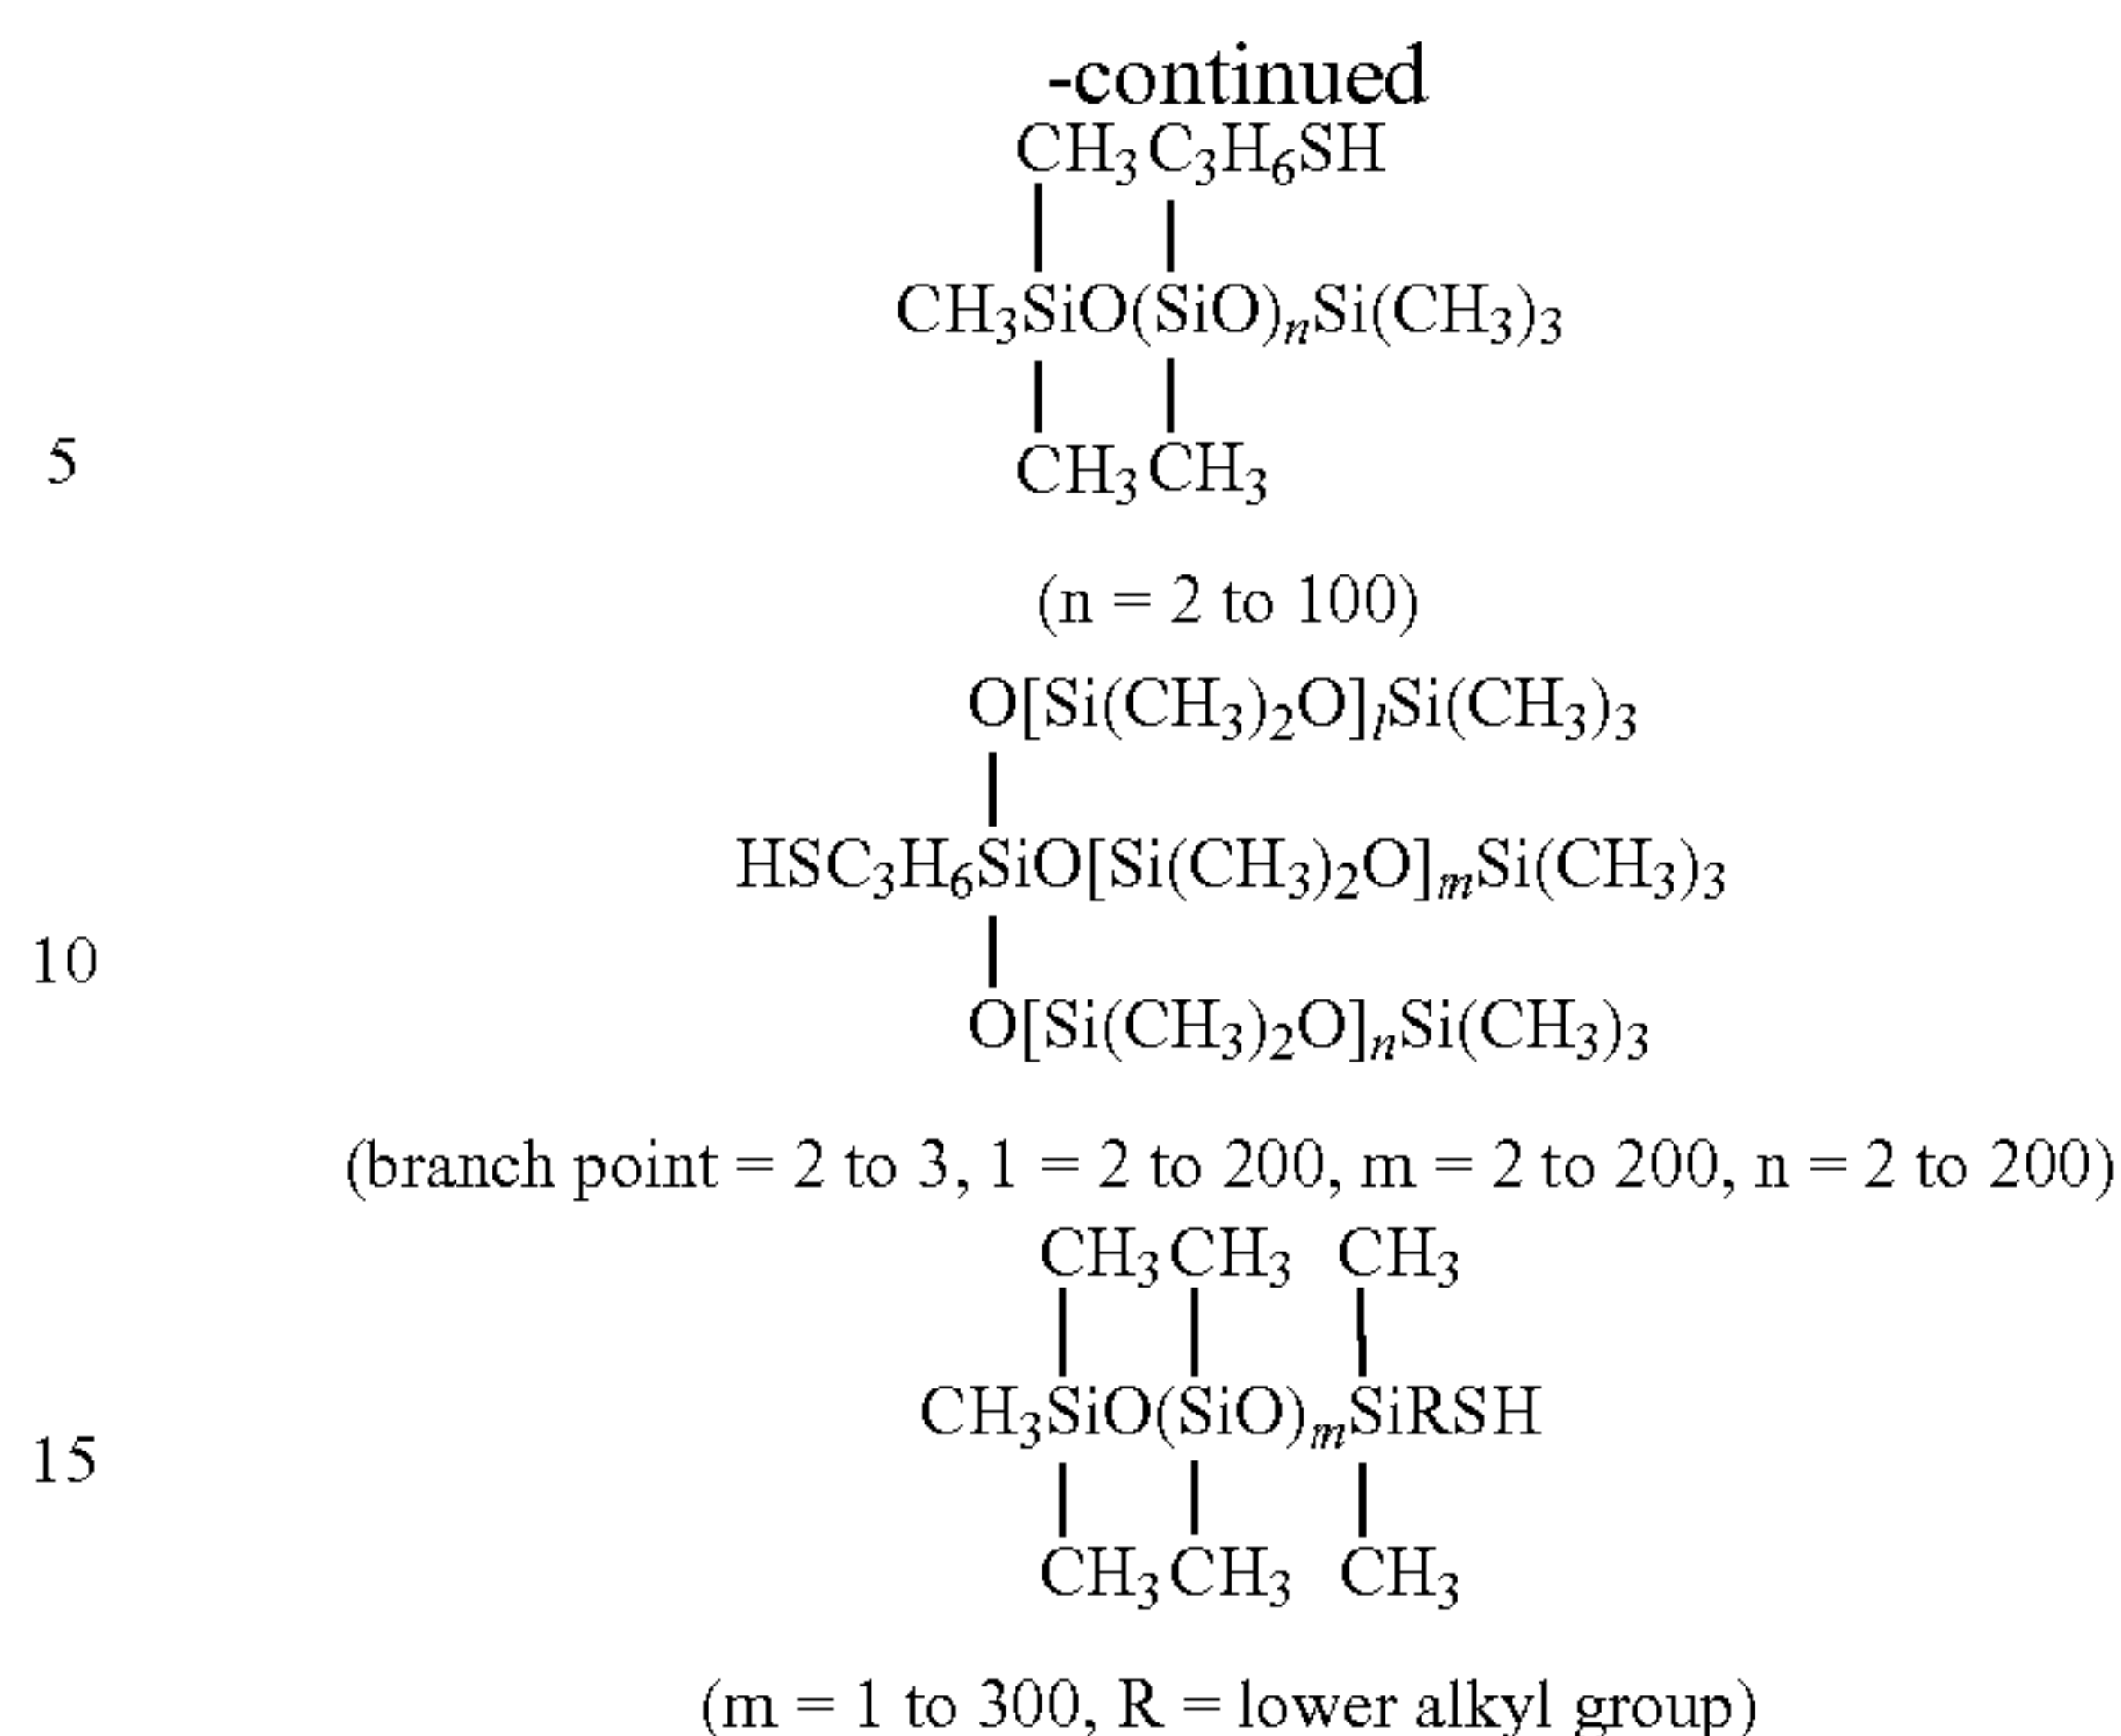 -continued
CH3 C3H6SH
CH3SiO(SiO)nSi(CH3)3
5
CH3 CH3
(n = 2 to 100)
O[Si(CH3)2O]lSi(CH3)3
HSC3H6SiO[Si(CH3)2O]mSi(CH3)3
10
O[Si(CH3)2O]nSi(CH3)3
(branch point = 2 to 3, 1 = 2 to 200, m = 2 to 200, n = 2 to 200)
CH3 CH3 CH3
CH3SiO(SiO)mSiRSH
15
CH3 CH3 CH3
(m = 1 to 300, R = lower alkyl group)